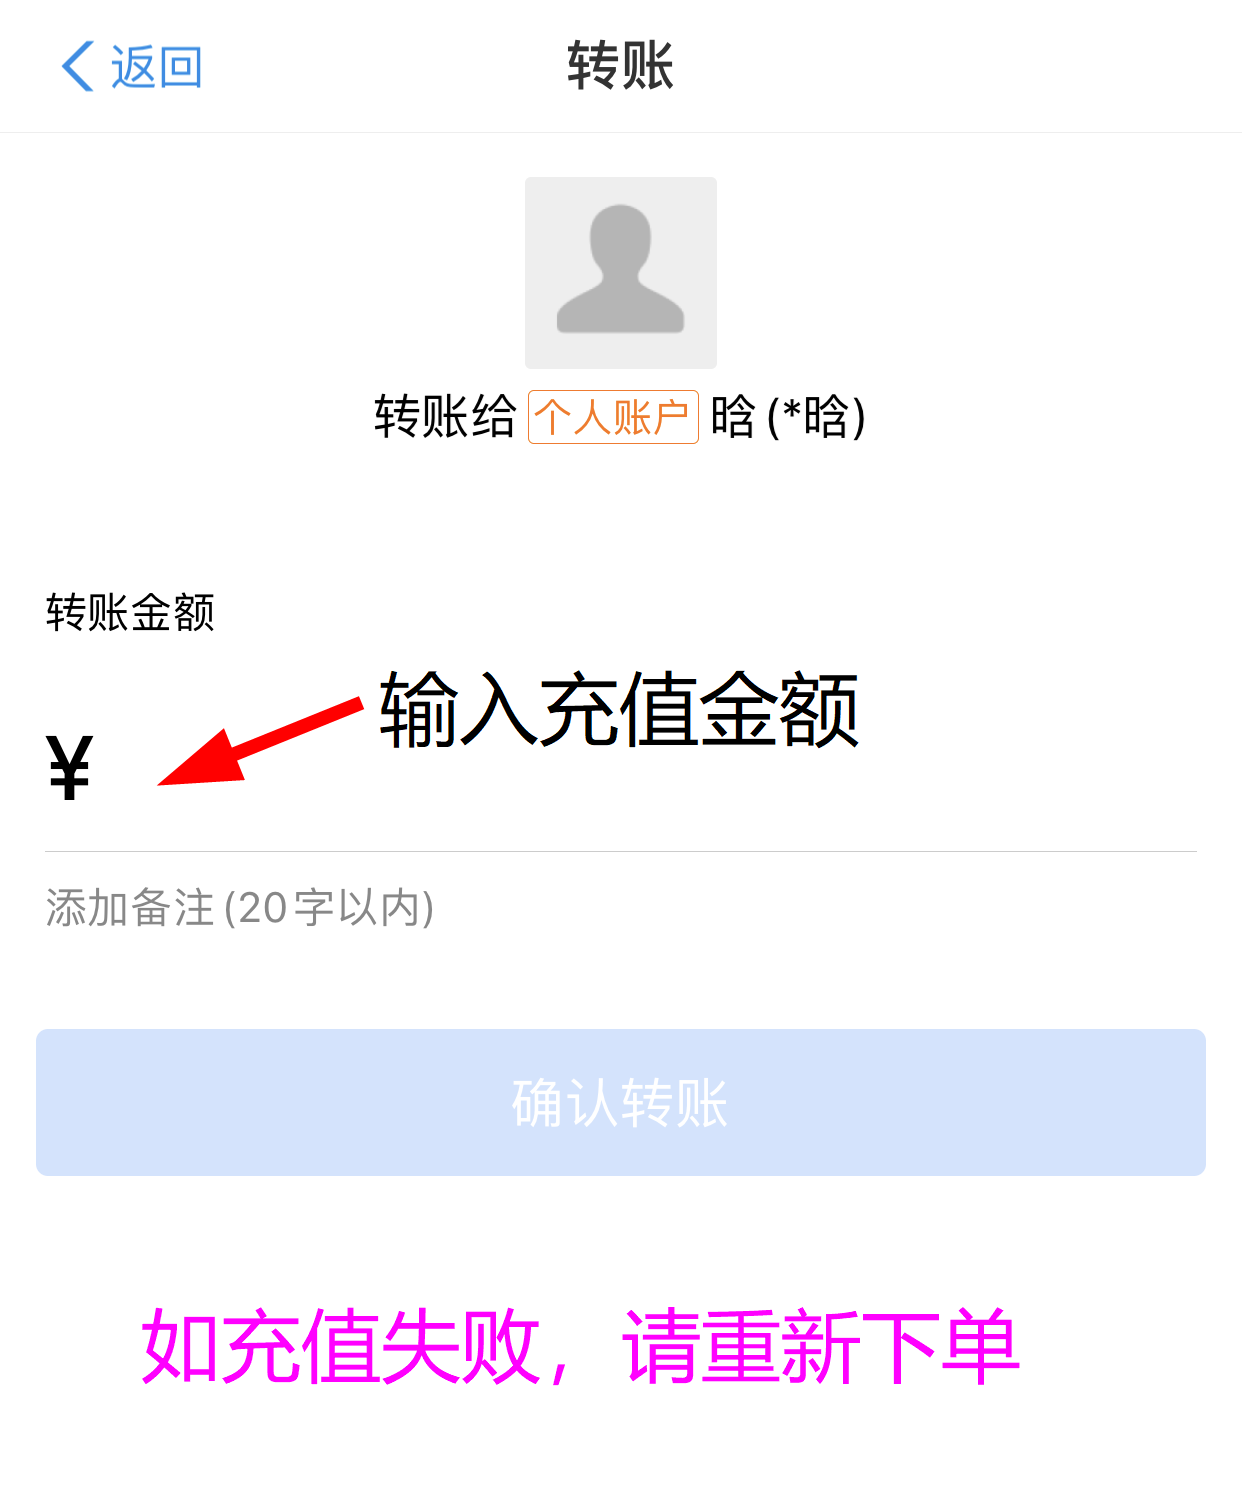 返回
转账
转账给 个人账户 晗 (*晗)
转账金额
输入充值金额
¥
添加备注 (20字以内)
确认转账
如充值失败，请重新下单